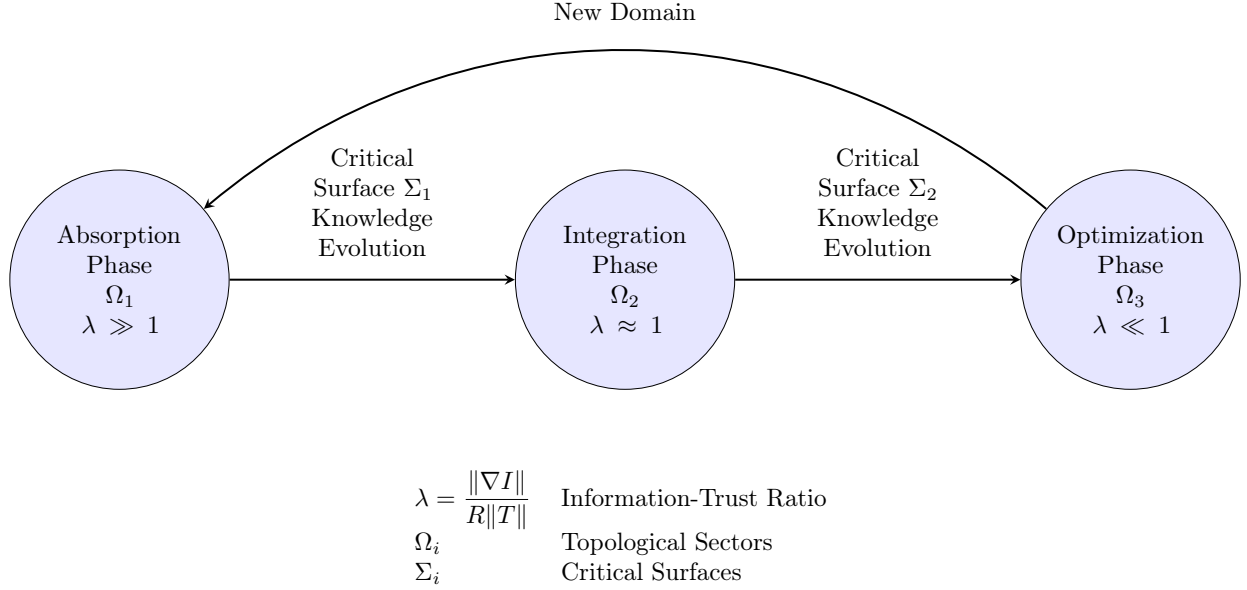 New Domain
Critical
Surface Σ₁
Knowledge
Evolution
Critical
Surface Σ₂
Knowledge
Evolution
Absorption
Phase
Ω₁
λ ≫ 1
Integration
Phase
Ω₂
λ ≈ 1
Optimization
Phase
Ω₃
λ ≪ 1
λ = ‖∇I‖ / R‖T‖ Information-Trust Ratio
Ωᵢ Topological Sectors
Σᵢ Critical Surfaces